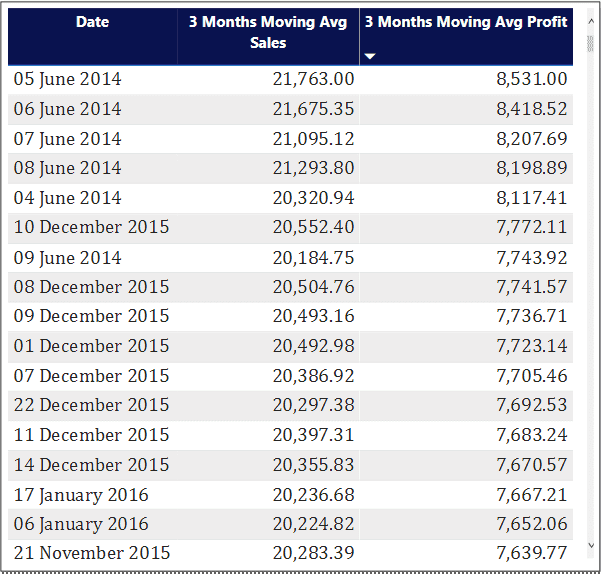 Date 3 Months Moving Avg Sales 3 Months Moving Avg Profit
05 June 2014 21,763.00 8,531.00
06 June 2014 21,675.35 8,418.52
07 June 2014 21,095.12 8,207.69
08 June 2014 21,293.80 8,198.89
04 June 2014 20,320.94 8,117.41
10 December 2015 20,552.40 7,772.11
09 June 2014 20,184.75 7,743.92
08 December 2015 20,504.76 7,741.57
09 December 2015 20,493.16 7,736.71
01 December 2015 20,492.98 7,723.14
07 December 2015 20,386.92 7,705.46
22 December 2015 20,297.38 7,692.53
11 December 2015 20,397.31 7,683.24
14 December 2015 20,355.83 7,670.57
17 January 2016 20,236.68 7,667.21
06 January 2016 20,224.82 7,652.06
21 November 2015 20,283.39 7,639.77